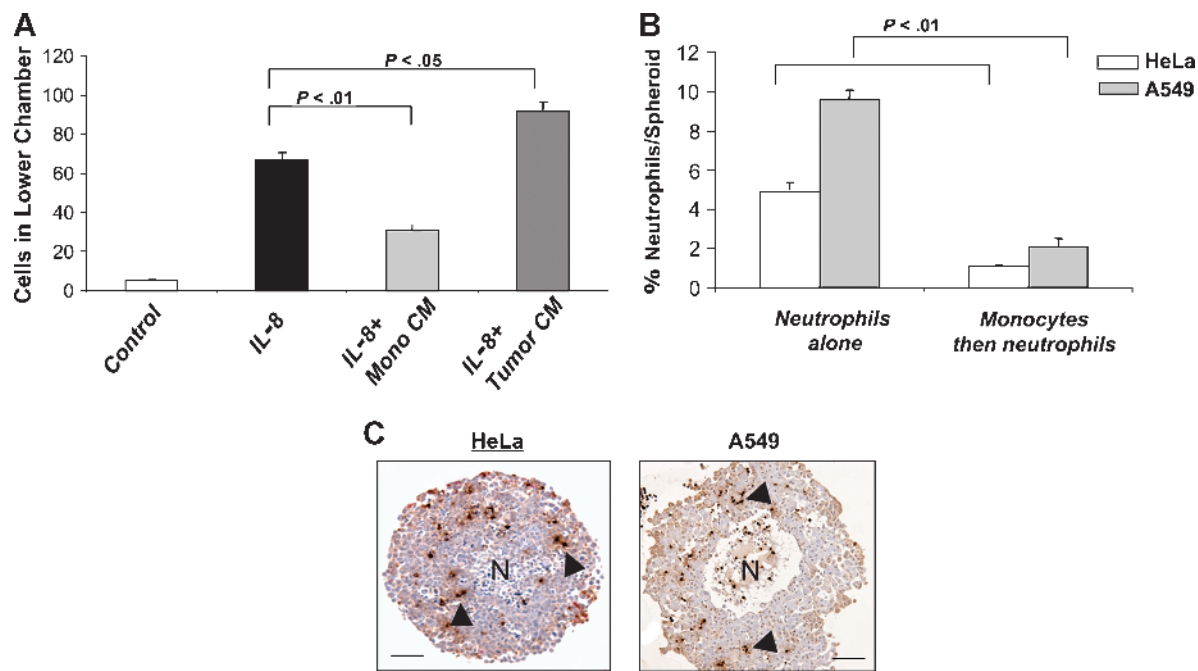 A
Cells in Lower Chamber
120
100
80
60
40
20
0
P < .05
P < .01
Control
IL-8
IL-8+
Mono CM
IL-8+
Tumor CM
B
% Neutrophils/Spheroid
12
10
8
6
4
2
0
P < .01
HeLa
A549
Neutrophils
alone
Monocytes
then neutrophils
C
HeLa
A549
N
N